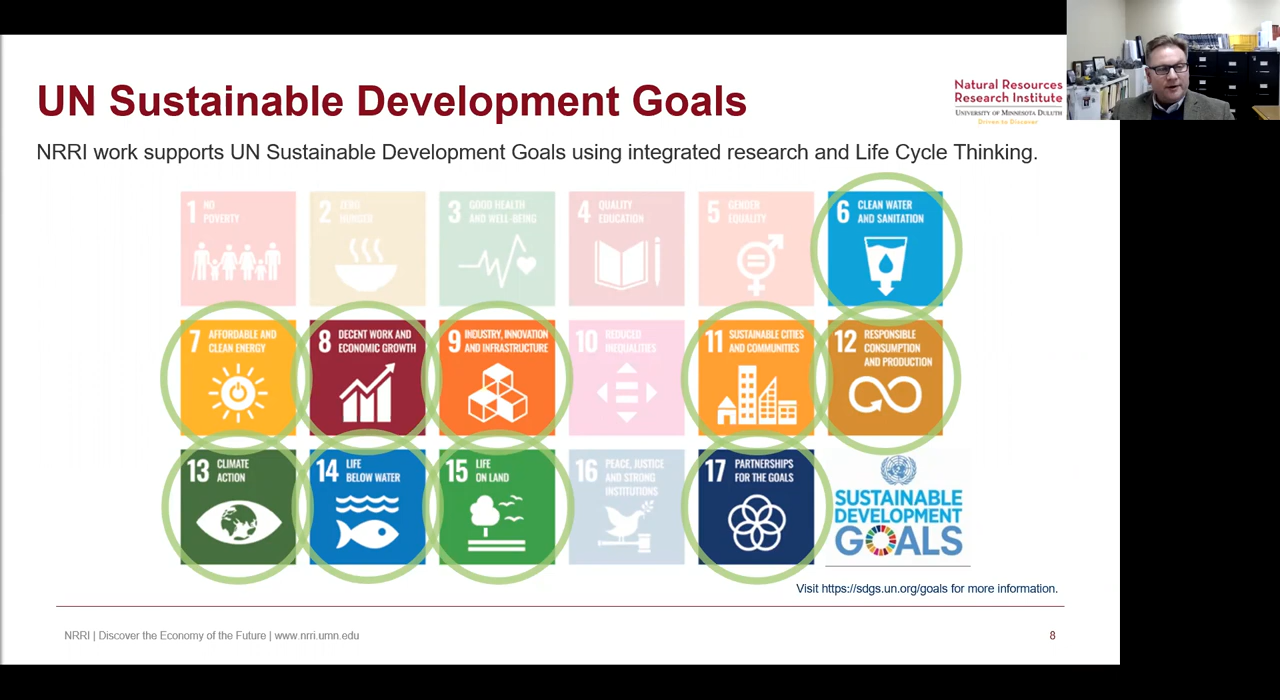 UN Sustainable Development Goals
Natural Resources
Research Institute
UNIVERSITY OF MINNESOTA DULUTH
Driven to Discover
NRRI work supports UN Sustainable Development Goals using integrated research and Life Cycle Thinking.
1 NO
POVERTY
2 ZERO
HUNGER
3 GOOD HEALTH
AND WELL-BEING
4 QUALITY
EDUCATION
5 GENDER
EQUALITY
6 CLEAN WATER
AND SANITATION
7 AFFORDABLE AND
CLEAN ENERGY
8 DECENT WORK AND
ECONOMIC GROWTH
9 INDUSTRY, INNOVATION
AND INFRASTRUCTURE
10 REDUCED
INEQUALITIES
11 SUSTAINABLE CITIES
AND COMMUNITIES
12 RESPONSIBLE
CONSUMPTION
AND PRODUCTION
13 CLIMATE
ACTION
14 LIFE
BELOW WATER
15 LIFE
ON LAND
16 PEACE, JUSTICE
AND STRONG
INSTITUTIONS
17 PARTNERSHIPS
FOR THE GOALS
SUSTAINABLE
DEVELOPMENT
GOALS
Visit https://sdgs.un.org/goals for more information.
NRRI | Discover the Economy of the Future | www.nrri.umn.edu
8